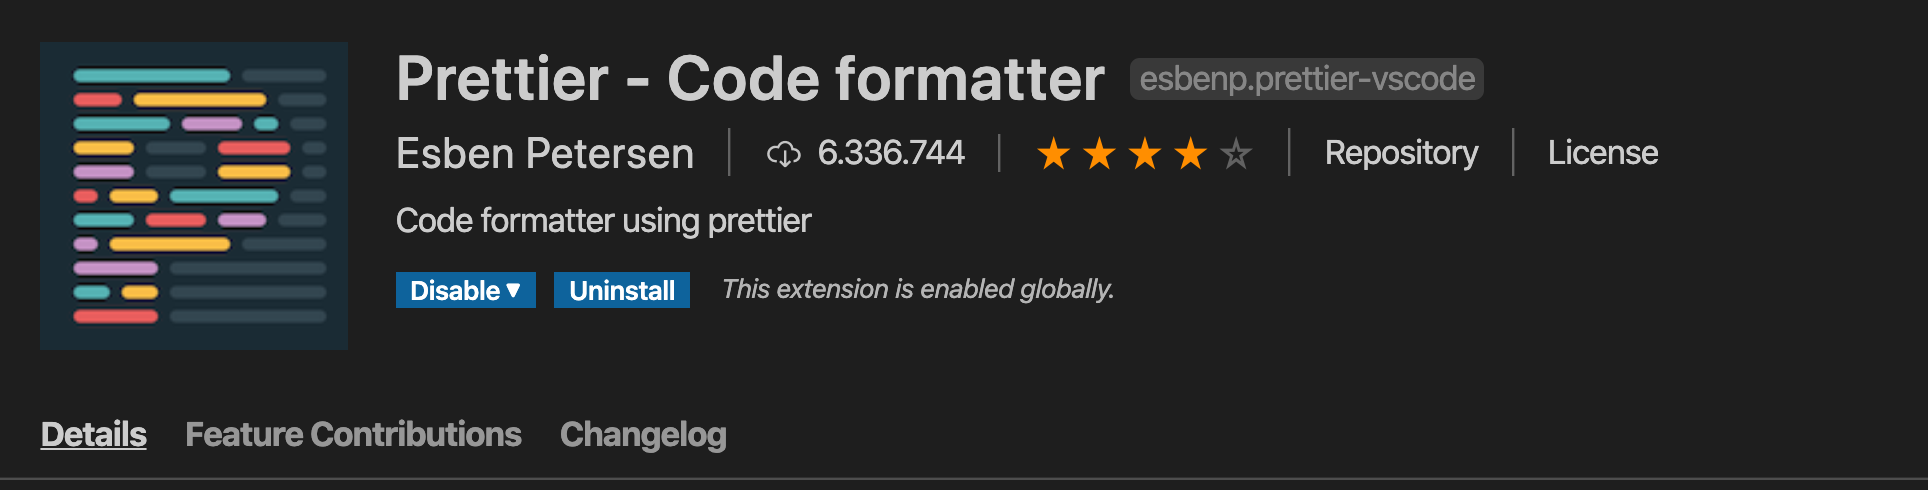 Prettier - Code formatter esbenp.prettier-vscode
Esben Petersen 6.336.744 Repository License
Code formatter using prettier
Disable ▼ Uninstall This extension is enabled globally.
Details Feature Contributions Changelog